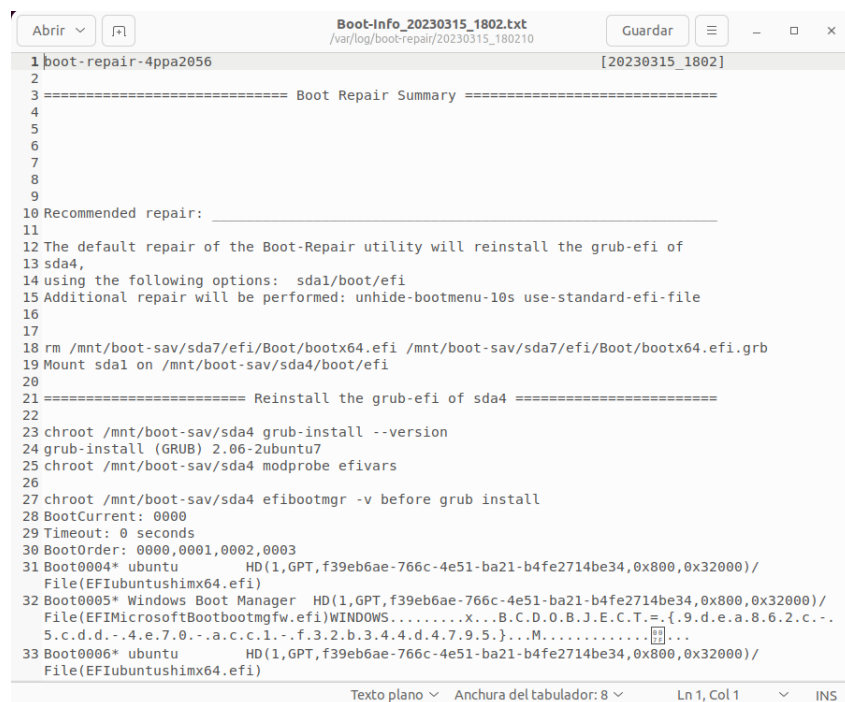 Abrir
Boot-Info_20230315_1802.txt
/var/log/boot-repair/20230315_180210
Guardar
1 boot-repair-4ppa2056 [20230315_1802]
2
3 ============================= Boot Repair Summary ==============================
4
5
6
7
8
9
10 Recommended repair: ____________________________________________________________
11
12 The default repair of the Boot-Repair utility will reinstall the grub-efi of
13 sda4,
14 using the following options:  sda1/boot/efi
15 Additional repair will be performed: unhide-bootmenu-10s use-standard-efi-file
16
17
18 rm /mnt/boot-sav/sda7/efi/Boot/bootx64.efi /mnt/boot-sav/sda7/efi/Boot/bootx64.efi.grb
19 Mount sda1 on /mnt/boot-sav/sda4/boot/efi
20
21 ======================== Reinstall the grub-efi of sda4 ========================
22
23 chroot /mnt/boot-sav/sda4 grub-install --version
24 grub-install (GRUB) 2.06-2ubuntu7
25 chroot /mnt/boot-sav/sda4 modprobe efivars
26
27 chroot /mnt/boot-sav/sda4 efibootmgr -v before grub install
28 BootCurrent: 0000
29 Timeout: 0 seconds
30 BootOrder: 0000,0001,0002,0003
31 Boot0004* ubuntu HD(1,GPT,f39eb6ae-766c-4e51-ba21-b4fe2714be34,0x800,0x32000)/
File(EFIubuntushimx64.efi)
32 Boot0005* Windows Boot Manager HD(1,GPT,f39eb6ae-766c-4e51-ba21-b4fe2714be34,0x800,0x32000)/
File(EFIMicrosoftBootbootmgfw.efi)WINDOWS.........x...B.C.D.O.B.J.E.C.T.=.{.9.d.e.a.8.6.2.c.-.
5.c.d.d.-.4.e.7.0.-.a.c.c.1.-.f.3.2.b.3.4.4.d.4.7.9.5.}...M................
33 Boot0006* ubuntu HD(1,GPT,f39eb6ae-766c-4e51-ba21-b4fe2714be34,0x800,0x32000)/
File(EFIubuntushimx64.efi)
Texto plano Anchura del tabulador: 8 Ln 1, Col 1 INS